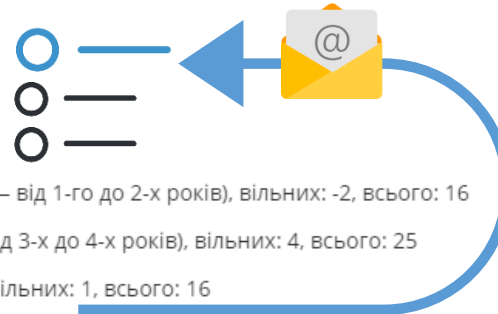 @
– від 1-го до 2-х років), вільних: -2, всього: 16
д 3-х до 4-х років), вільних: 4, всього: 25
ільних: 1, всього: 16